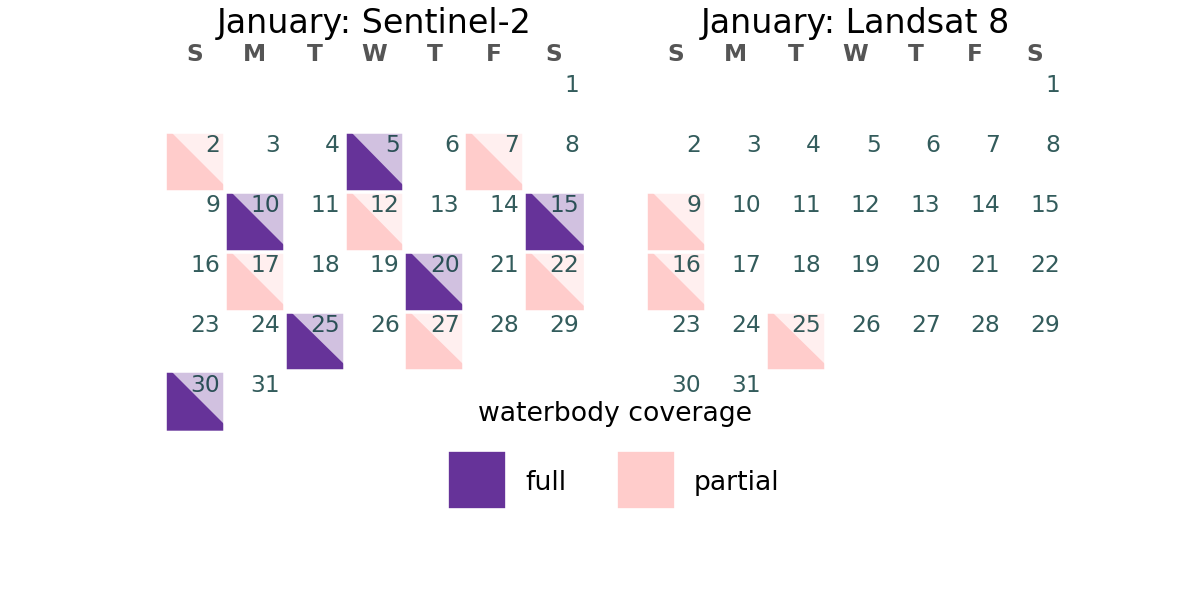 January: Sentinel-2
S M T W T F S
1
2 3 4 5 6 7 8
9 10 11 12 13 14 15
16 17 18 19 20 21 22
23 24 25 26 27 28 29
30 31
January: Landsat 8
S M T W T F S
1
2 3 4 5 6 7 8
9 10 11 12 13 14 15
16 17 18 19 20 21 22
23 24 25 26 27 28 29
30 31
waterbody coverage
full
partial